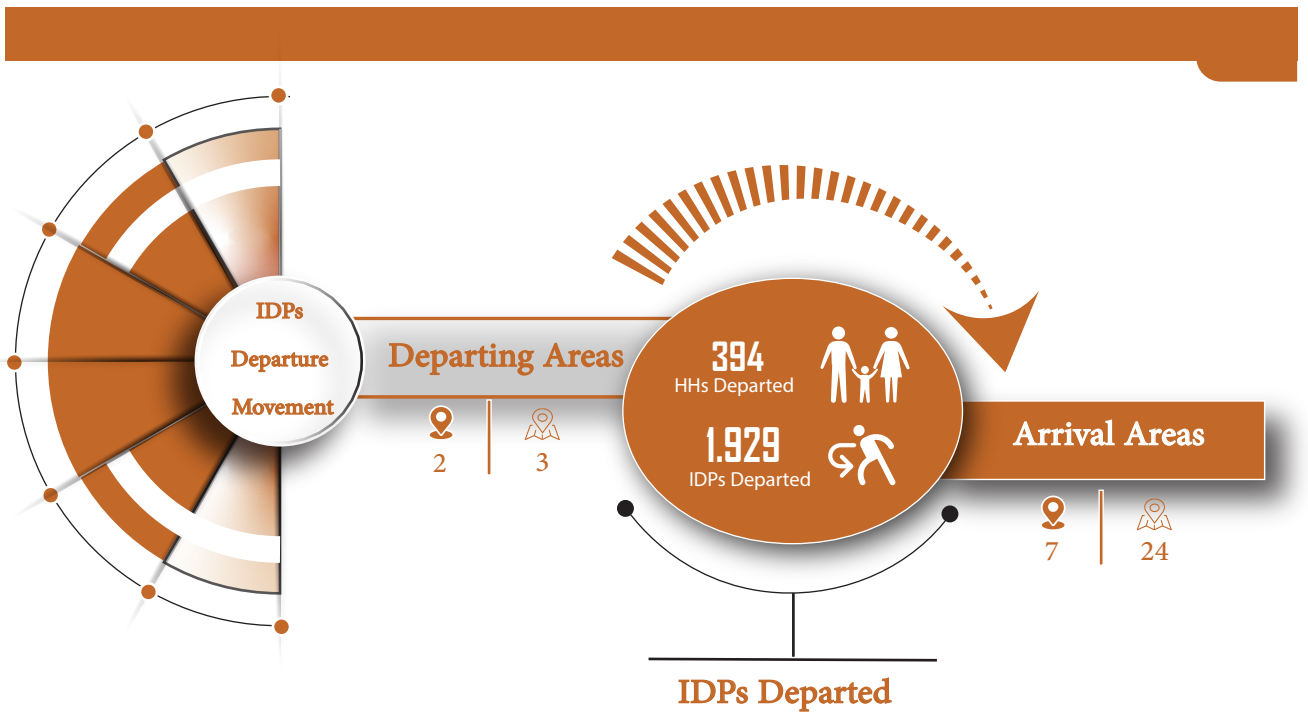 IDPs
Departure
Movement
Departing Areas
2
3
394
HHs Departed
1.929
IDPs Departed
Arrival Areas
7
24
IDPs Departed